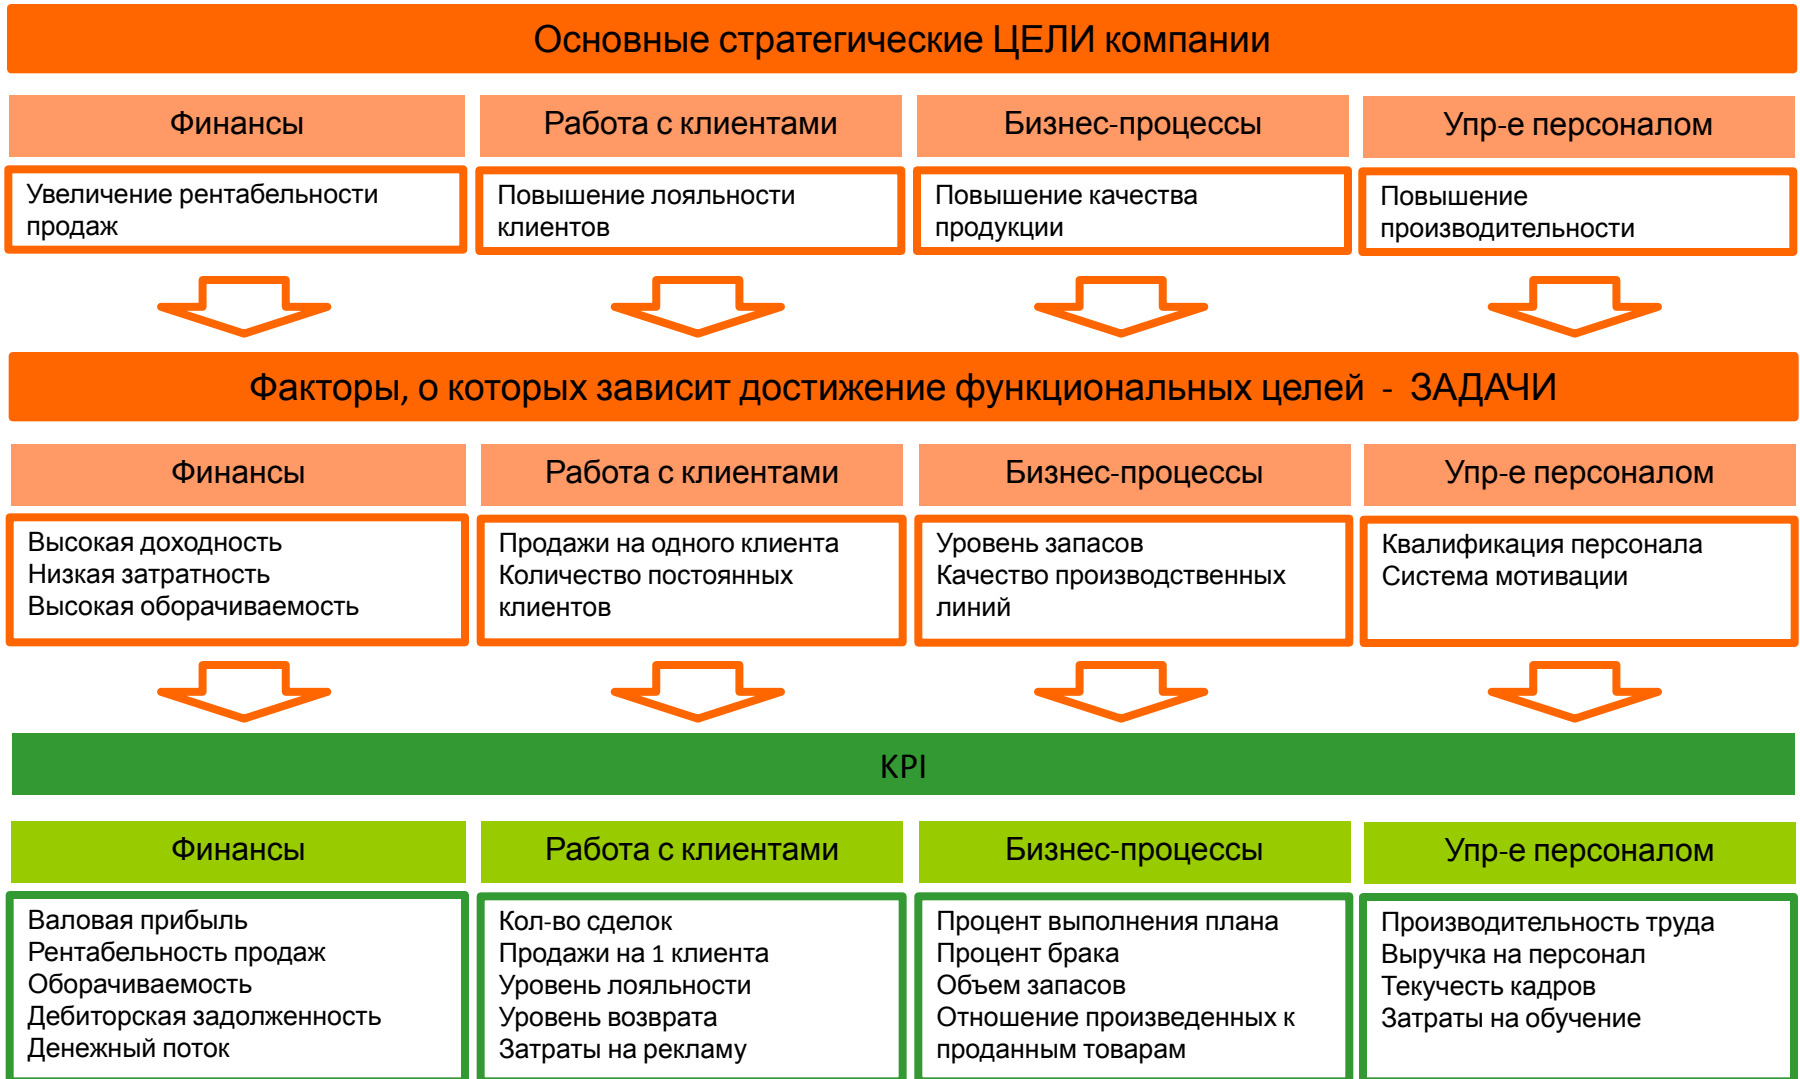 Основные стратегические ЦЕЛИ компании
Финансы
Работа с клиентами
Бизнес-процессы
Упр-е персоналом
Увеличение рентабельности
продаж
Повышение лояльности
клиентов
Повышение качества
продукции
Повышение
производительности
Факторы, о которых зависит достижение функциональных целей - ЗАДАЧИ
Финансы
Работа с клиентами
Бизнес-процессы
Упр-е персоналом
Высокая доходность
Низкая затратность
Высокая оборачиваемость
Продажи на одного клиента
Количество постоянных
клиентов
Уровень запасов
Качество производственных
линий
Квалификация персонала
Система мотивации
KPI
Финансы
Работа с клиентами
Бизнес-процессы
Упр-е персоналом
Валовая прибыль
Рентабельность продаж
Оборачиваемость
Дебиторская задолженность
Денежный поток
Кол-во сделок
Продажи на 1 клиента
Уровень лояльности
Уровень возврата
Затраты на рекламу
Процент выполнения плана
Процент брака
Объем запасов
Отношение произведенных к
проданным товарам
Производительность труда
Выручка на персонал
Текучесть кадров
Затраты на обучение